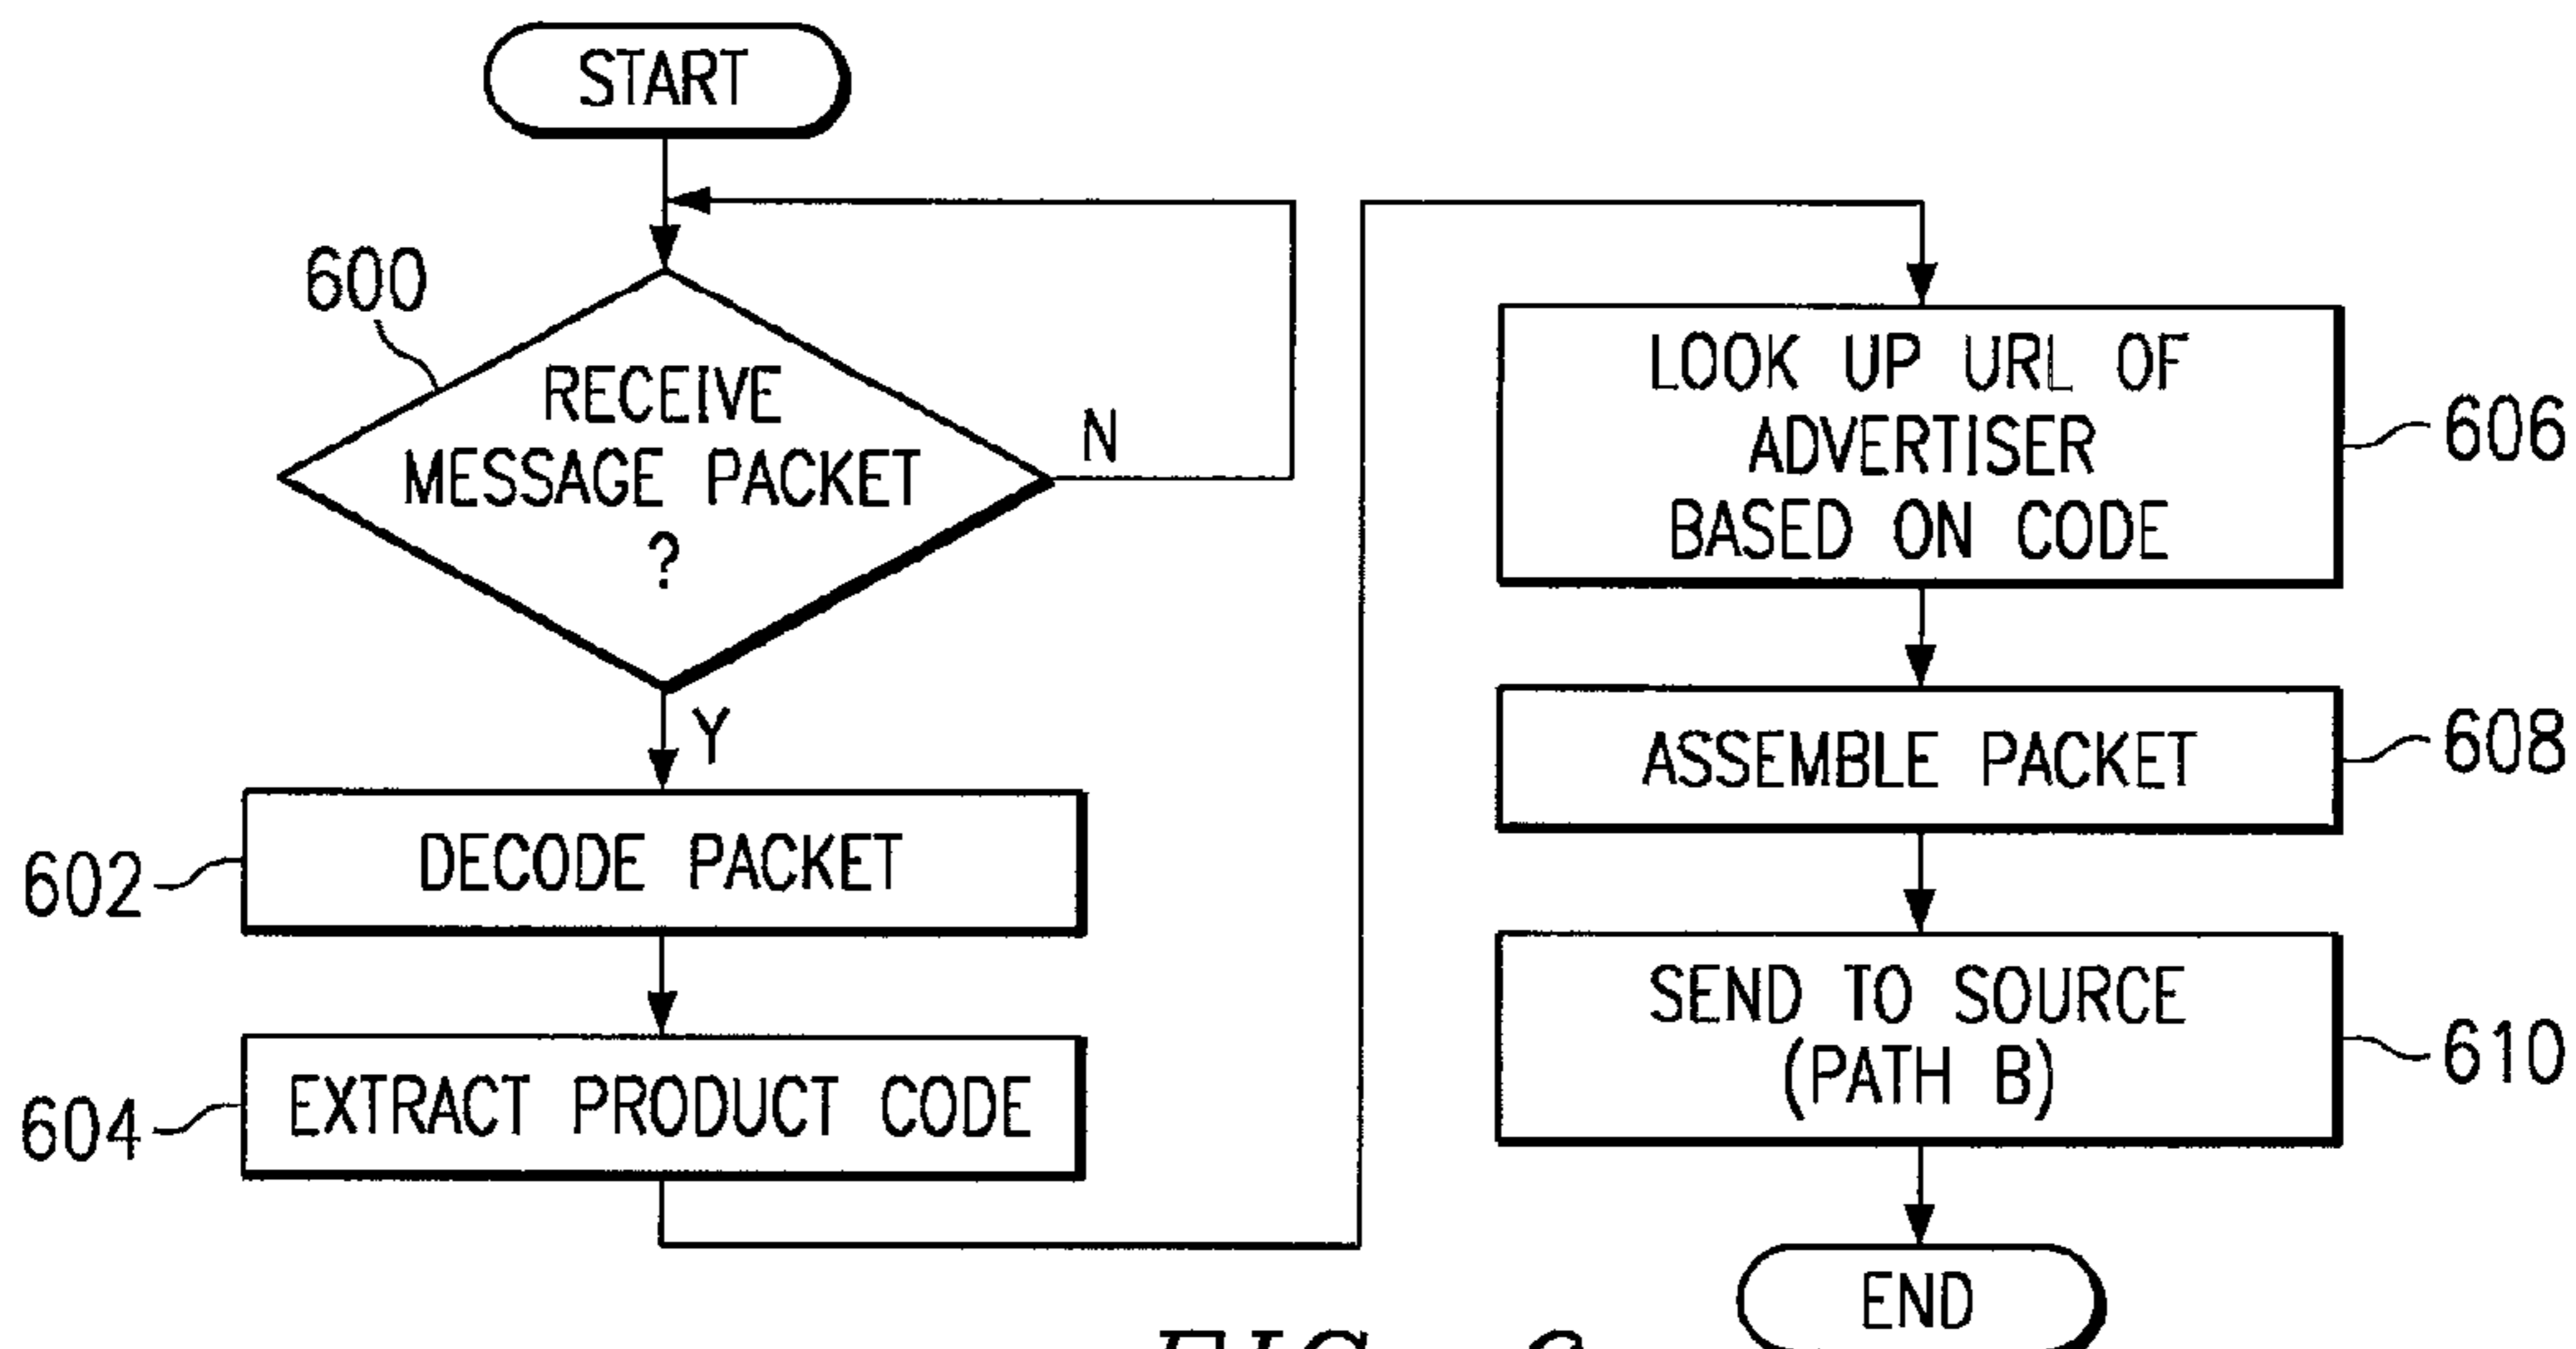 START
600
RECEIVE
MESSAGE PACKET
?
N
Y
602
DECODE PACKET
604
EXTRACT PRODUCT CODE
LOOK UP URL OF
ADVERTISER
BASED ON CODE
606
ASSEMBLE PACKET
608
SEND TO SOURCE
(PATH B)
610
END